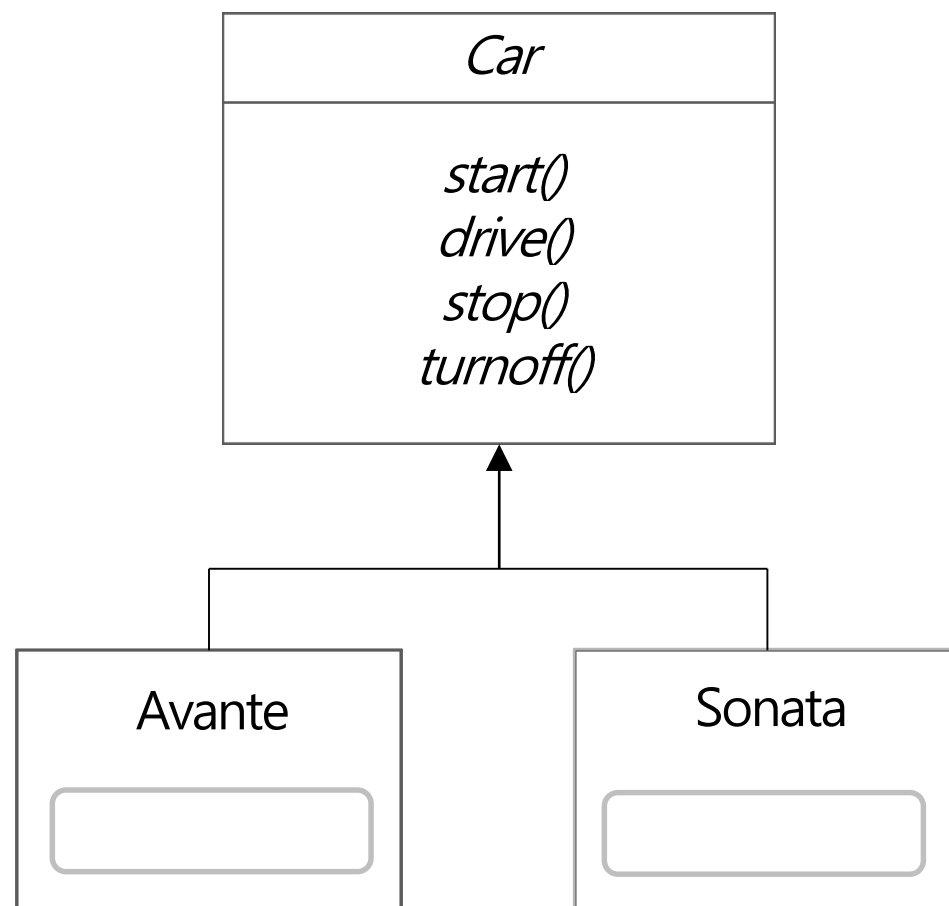 Car
start()
drive()
stop()
turnoff()
Avante
Sonata